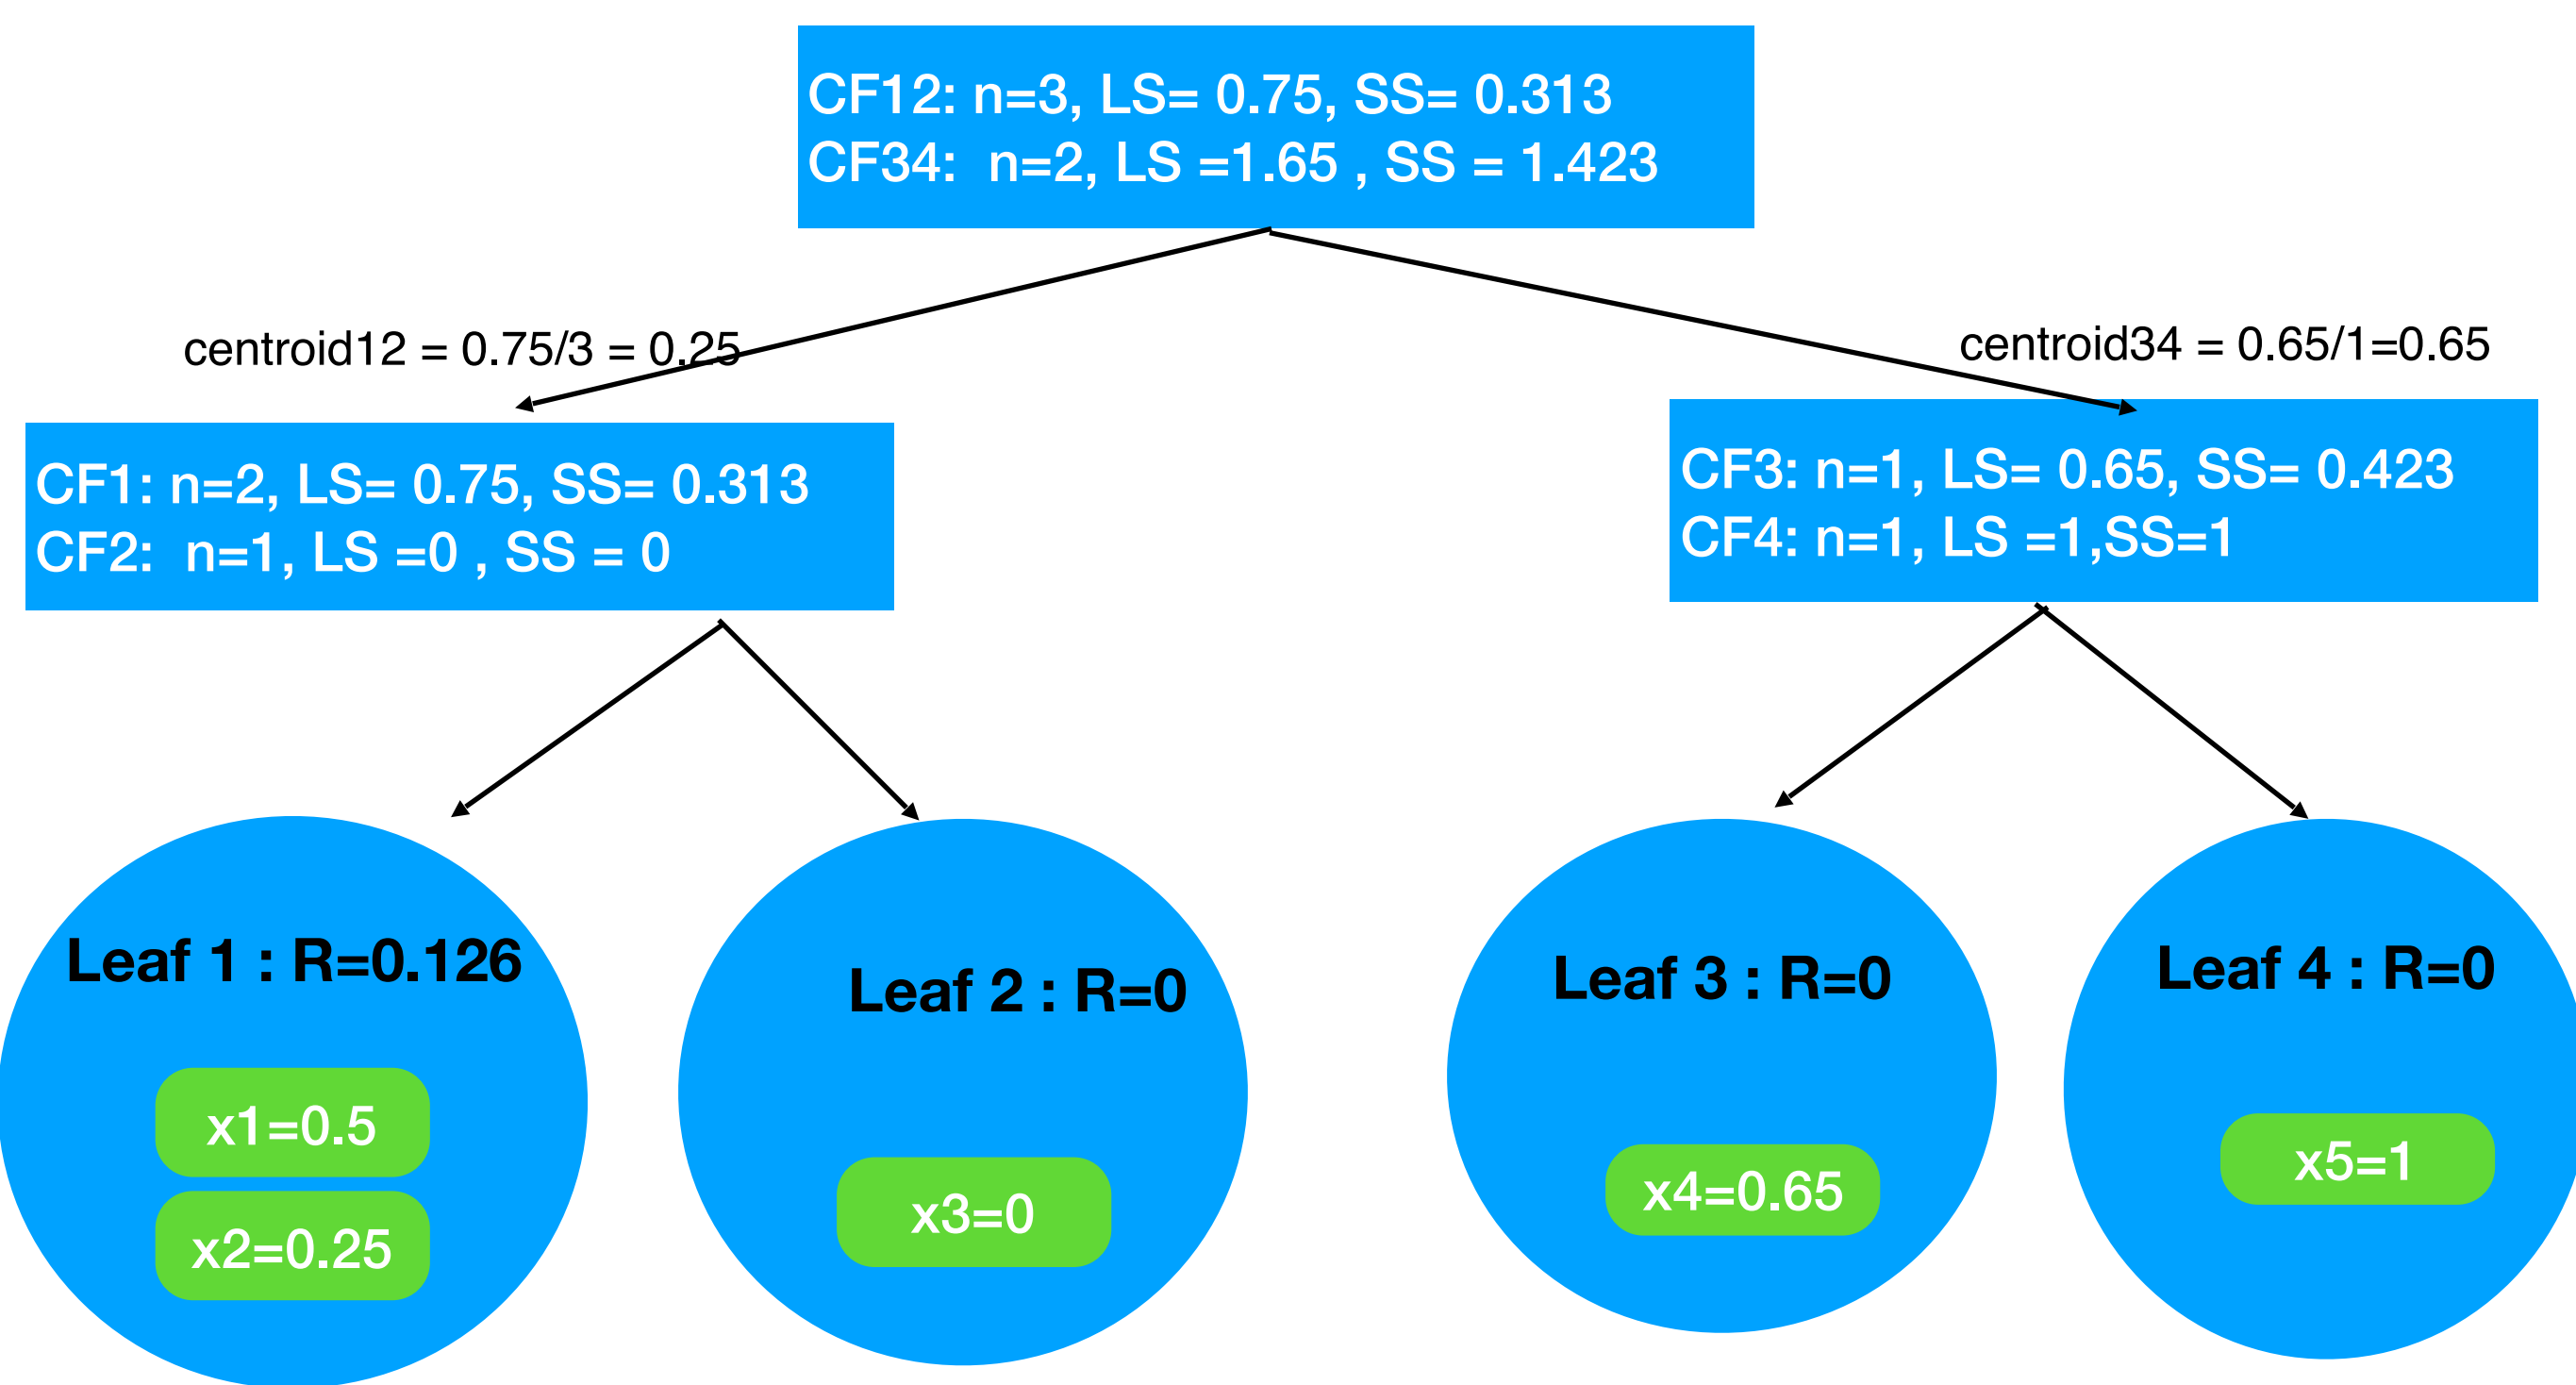 CF12: n=3, LS= 0.75, SS= 0.313
CF34:  n=2, LS =1.65 , SS = 1.423
centroid12 = 0.75/3 = 0.25
centroid34 = 0.65/1=0.65
CF1: n=2, LS= 0.75, SS= 0.313
CF2:  n=1, LS =0 , SS = 0
CF3: n=1, LS= 0.65, SS= 0.423
CF4: n=1, LS =1,SS=1
Leaf 1 : R=0.126
x1=0.5
x2=0.25
Leaf 2 : R=0
x3=0
Leaf 3 : R=0
x4=0.65
Leaf 4 : R=0
x5=1